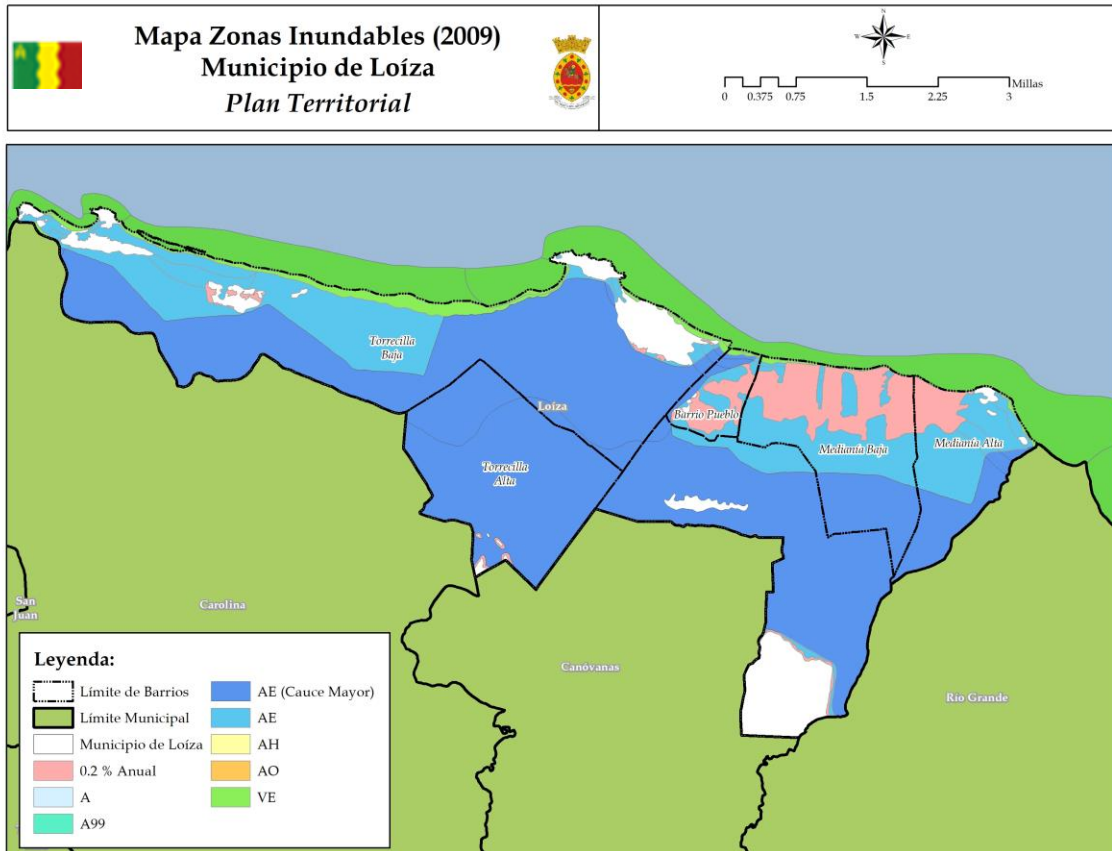 Mapa Zonas Inundables (2009)
Municipio de Loíza
Plan Territorial
N
W
E
S
0
0.375
0.75
1.5
2.25
3
Millas
Torrecilla
Baja
Loíza
Barrio Pueblo
Medianía Baja
Medianía Alta
Torrecilla
Alta
San
Juan
Carolina
Canóvanas
Río Grande
Leyenda:
Límite de Barrios
Límite Municipal
Municipio de Loíza
0.2 % Anual
A
A99
AE (Cauce Mayor)
AE
AH
AO
VE